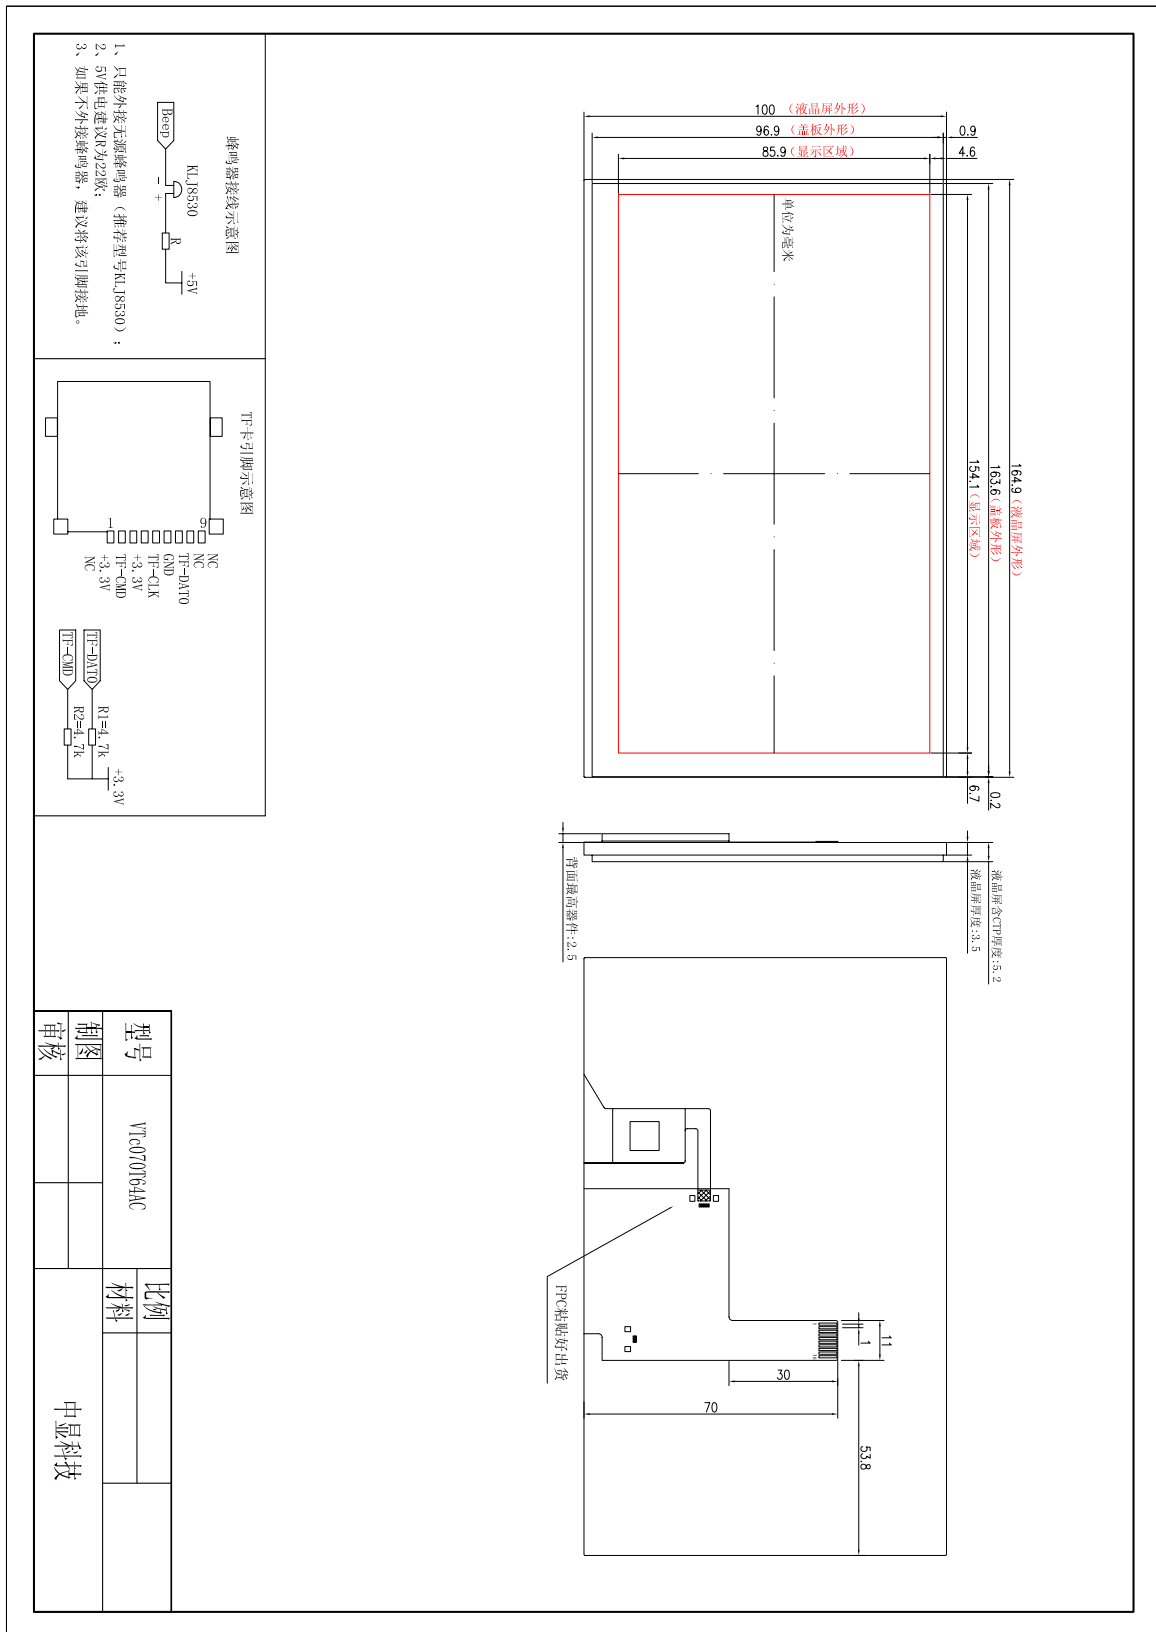 100 （液晶屏外形）
96.9 （盖板外形）
0.9
85.9（显示区域）
4.6
单位为毫米
164.9（液晶屏外形）
163.6（盖板外形）
154.1（显示区域）
0.2
6.7
液晶屏含CTP厚度:5.2
液晶屏厚度:3.5
背面最高器件:2.5
11
1
30
70
53.8
FPC粘贴好出货
蜂鸣器接线示意图
Beep
KLJ8530
- +
R
+5V
1、只能外接无源蜂鸣器（推荐型号KLJ8530）；
2、5V供电建议R为22欧；
3、如果不外接蜂鸣器，建议将该引脚接地。
TF卡引脚示意图
1
9
NC
NC
TF-DAT0
GND
TF-CLK
+3.3V
TF-CMD
+3.3V
NC
TF-DAT0
R1=4.7k
TF-CMD
R2=4.7k
+3.3V
型号
VTc070T64AC
制图
审核
比例
材料
中显科技